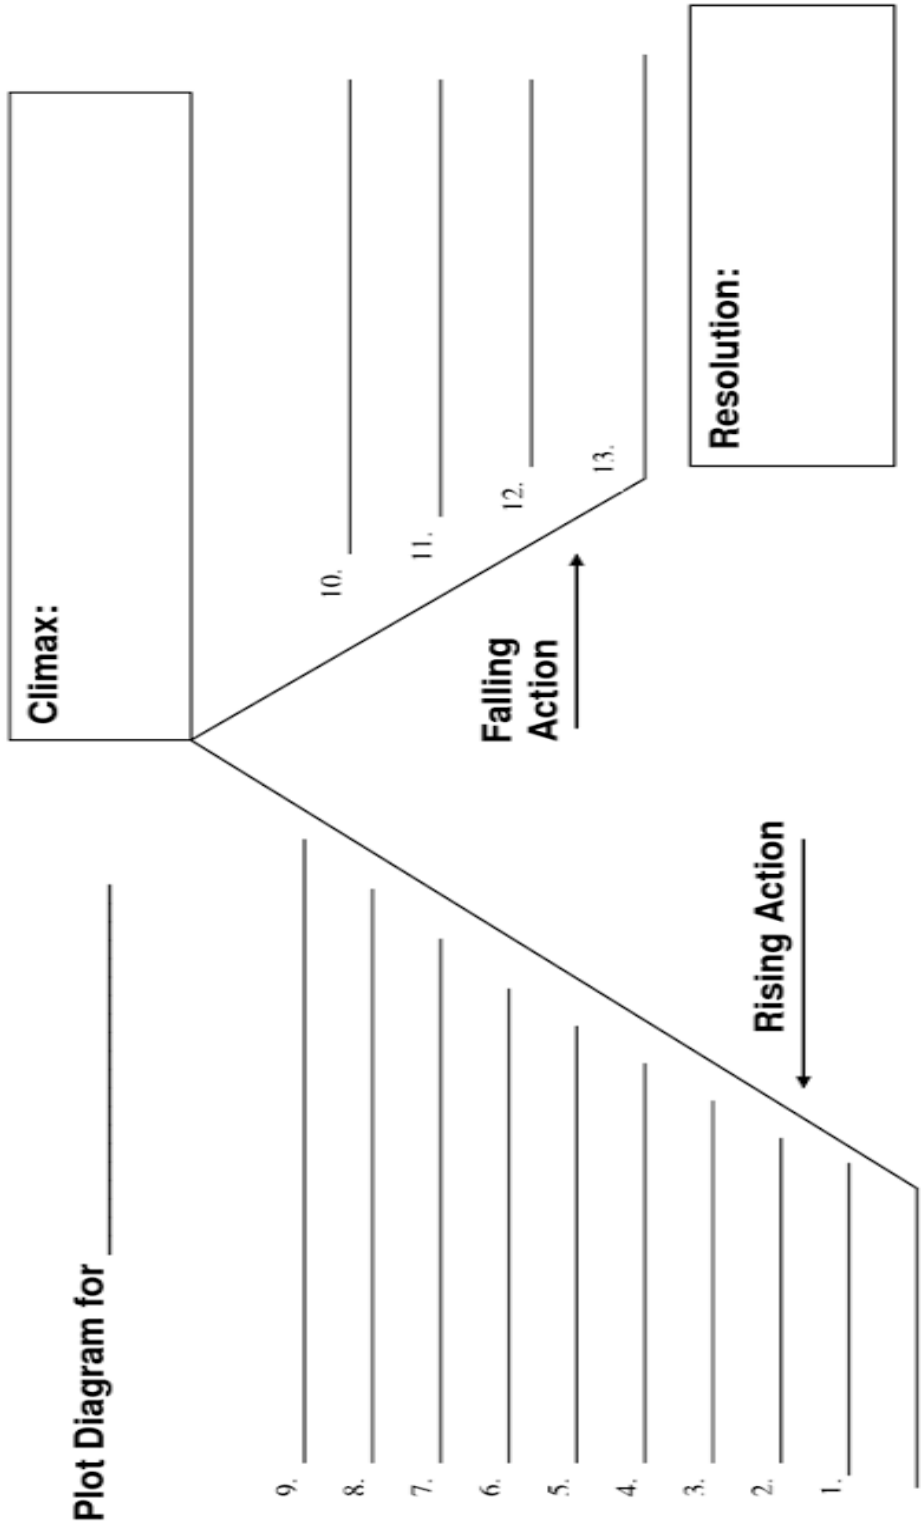 Plot Diagram for
Climax:
9.
8.
7.
6.
5.
4.
3.
2.
1.
Rising Action
Falling
Action
10.
11.
12.
13.
Resolution: